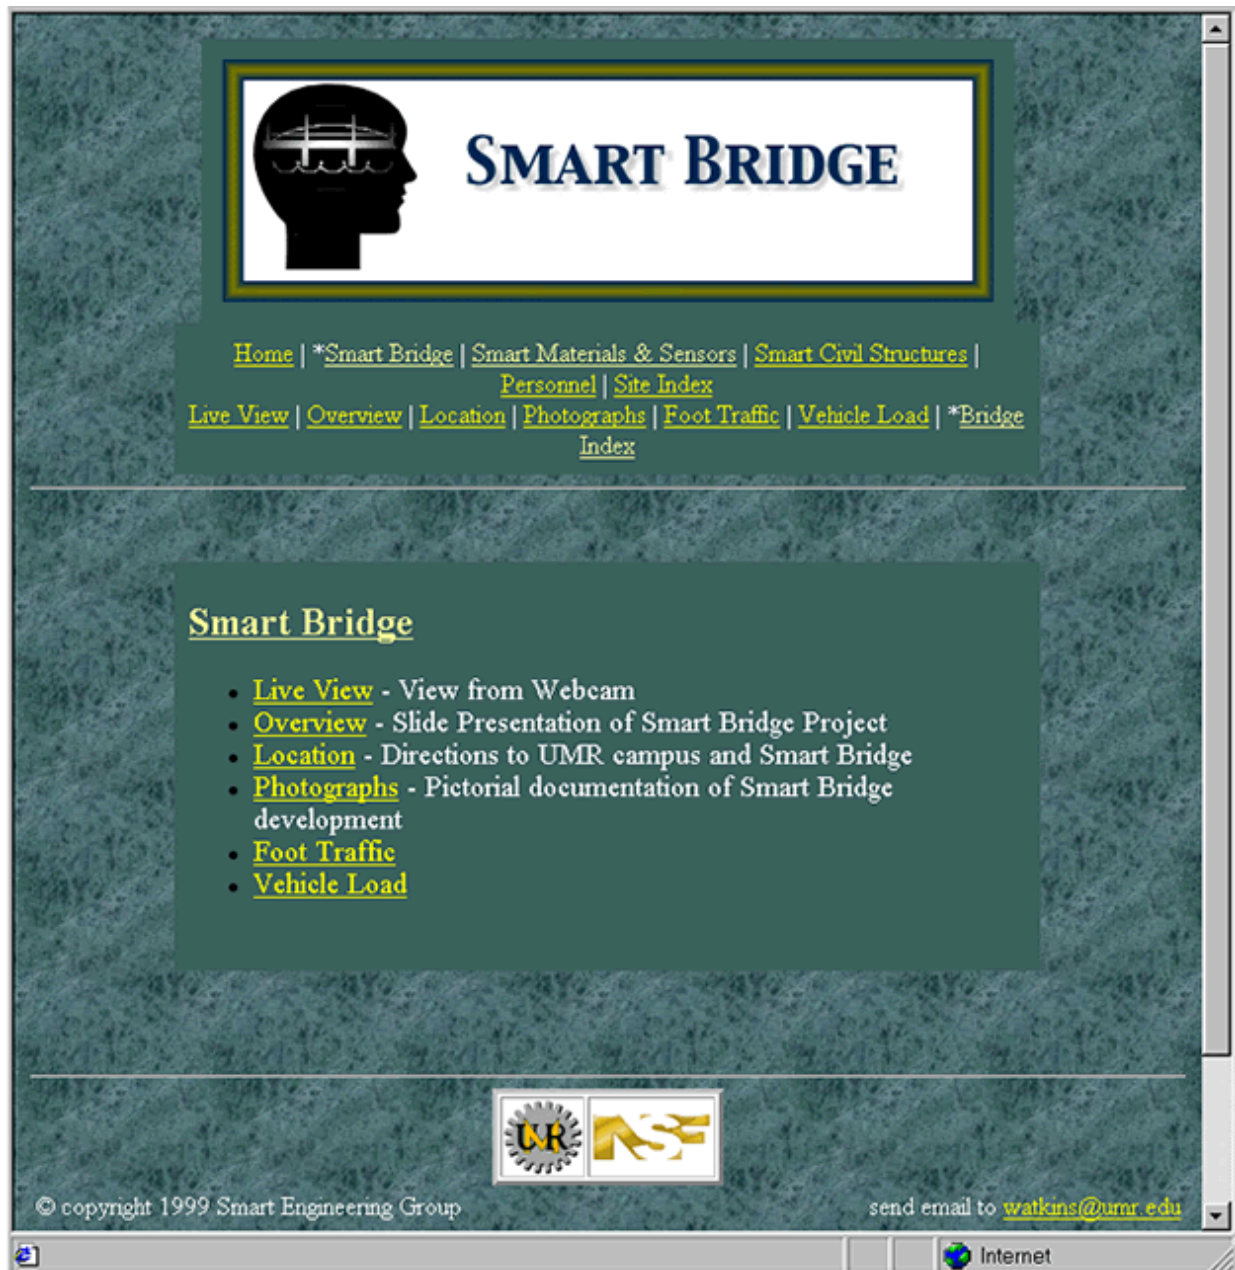 SMART BRIDGE
Home | *Smart Bridge | Smart Materials & Sensors | Smart Civil Structures |
Personnel | Site Index
Live View | Overview | Location | Photographs | Foot Traffic | Vehicle Load | *Bridge
Index
Smart Bridge
• Live View - View from Webcam
• Overview - Slide Presentation of Smart Bridge Project
• Location - Directions to UMR campus and Smart Bridge
• Photographs - Pictorial documentation of Smart Bridge
development
• Foot Traffic
• Vehicle Load
UMR NSF
© copyright 1999 Smart Engineering Group
send email to watkins@umr.edu
Internet